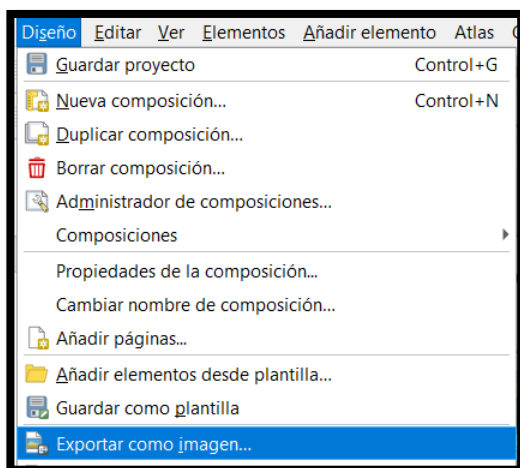 Diseño Editar Ver Elementos Añadir elemento Atlas
Guardar proyecto Control+G
Nueva composición... Control+N
Duplicar composición...
Borrar composición...
Administrador de composiciones...
Composiciones
Propiedades de la composición...
Cambiar nombre de composición...
Añadir páginas...
Añadir elementos desde plantilla...
Guardar como plantilla
Exportar como imagen...